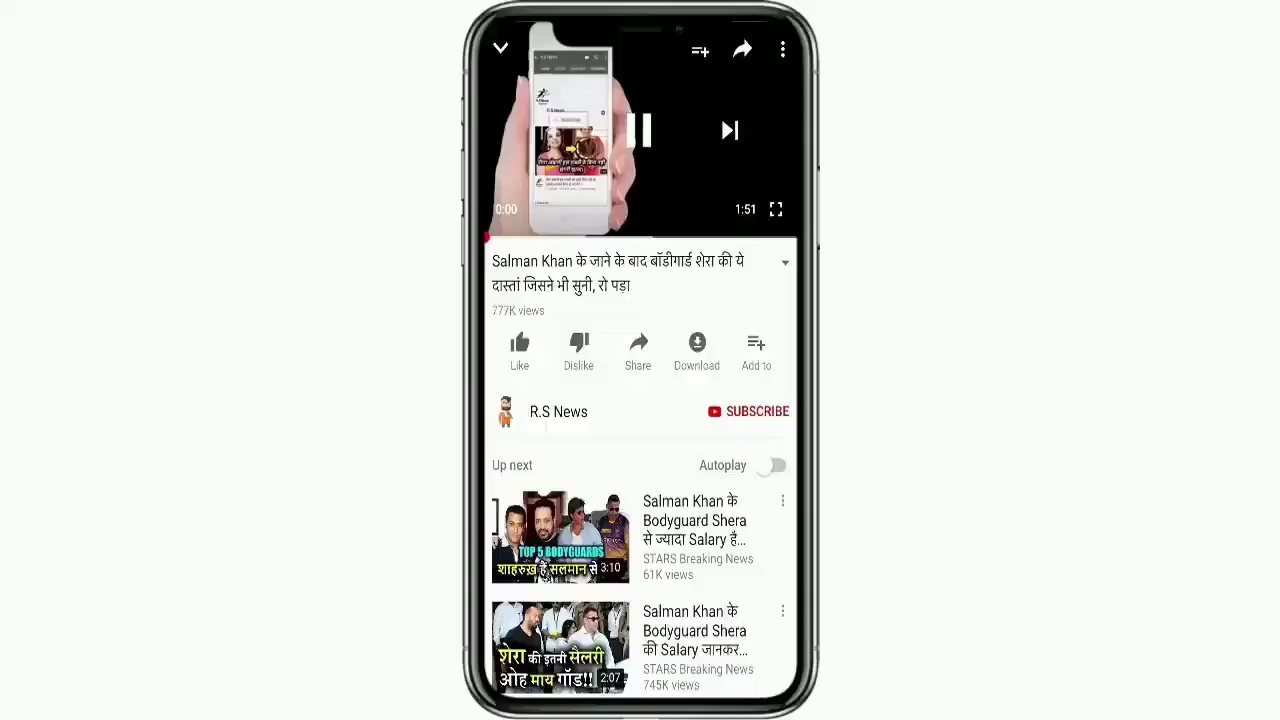 R.S News
0:00
1:51
Salman Khan के जाने के बाद बॉडीगार्ड शेरा की ये
दास्तां जिसने भी सुनी, रो पड़ा
777K views
Like
Dislike
Share
Download
Add to
R.S News
SUBSCRIBE
Up next
Autoplay
TOP 5 BODYGUARDS
शाहरुख़ हैं सलमान से
3:10
Salman Khan के
Bodyguard Shera
से ज्यादा Salary है...
STARS Breaking News
61K views
शेरा की इतनी सैलरी
ओह माय गॉड!!
2:07
Salman Khan के
Bodyguard Shera
की Salary जानकर...
STARS Breaking News
745K views